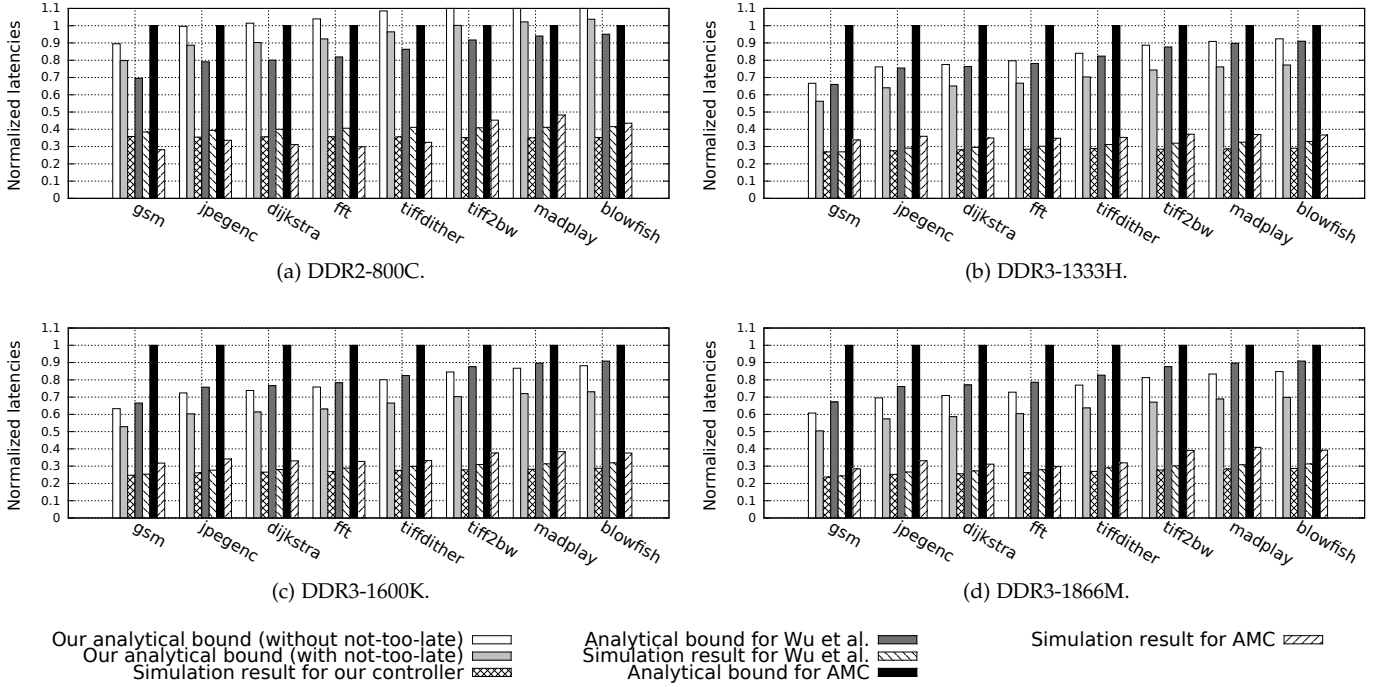 1.1
1
0.9
0.8
0.7
0.6
0.5
0.4
0.3
0.2
0.1
0
Normalized latencies
gsm
jpegenc
dijkstra
fft
tiffdither
tiff2bw
madplay
blowfish
(a) DDR2-800C.
1.1
1
0.9
0.8
0.7
0.6
0.5
0.4
0.3
0.2
0.1
0
Normalized latencies
gsm
jpegenc
dijkstra
fft
tiffdither
tiff2bw
madplay
blowfish
(b) DDR3-1333H.
1.1
1
0.9
0.8
0.7
0.6
0.5
0.4
0.3
0.2
0.1
0
Normalized latencies
gsm
jpegenc
dijkstra
fft
tiffdither
tiff2bw
madplay
blowfish
(c) DDR3-1600K.
1.1
1
0.9
0.8
0.7
0.6
0.5
0.4
0.3
0.2
0.1
0
Normalized latencies
gsm
jpegenc
dijkstra
fft
tiffdither
tiff2bw
madplay
blowfish
(d) DDR3-1866M.
Our analytical bound (without not-too-late)
Our analytical bound (with not-too-late)
Simulation result for our controller
Analytical bound for Wu et al.
Simulation result for Wu et al.
Analytical bound for AMC
Simulation result for AMC